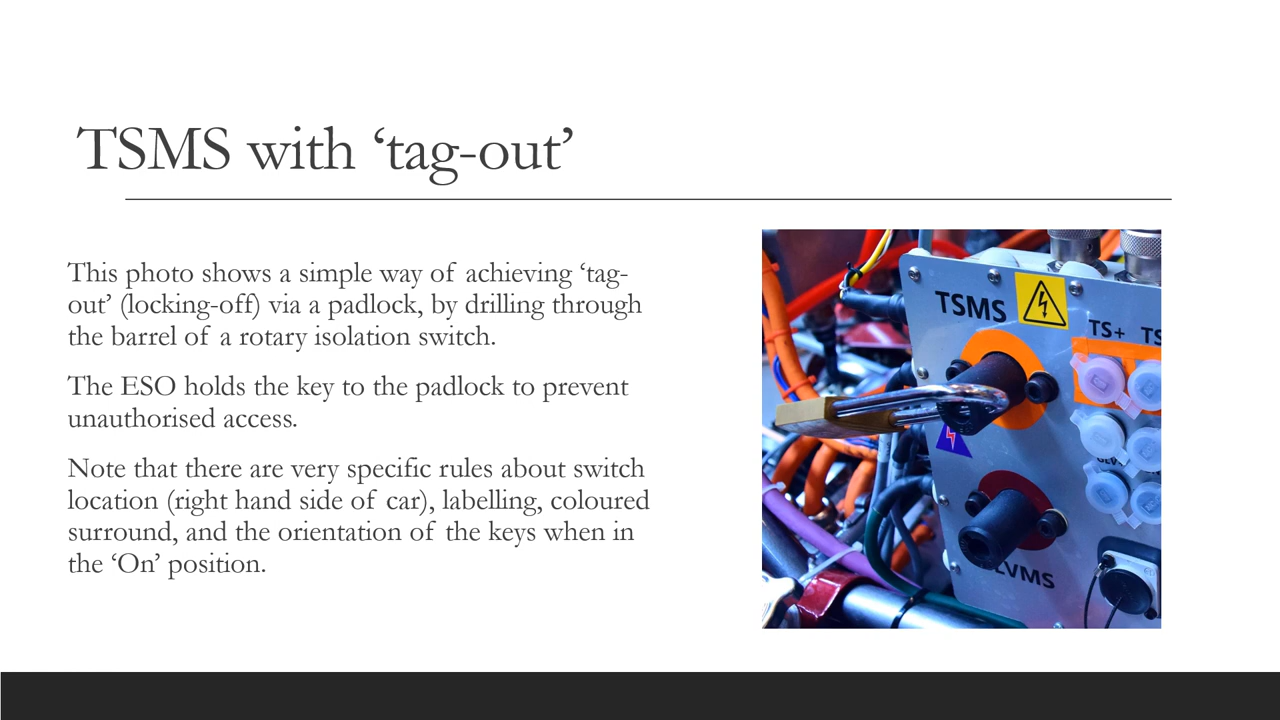 TSMS with ‘tag-out’
This photo shows a simple way of achieving ‘tag-
out’ (locking-off) via a padlock, by drilling through
the barrel of a rotary isolation switch.
The ESO holds the key to the padlock to prevent
unauthorised access.
Note that there are very specific rules about switch
location (right hand side of car), labelling, coloured
surround, and the orientation of the keys when in
the ‘On’ position.
TSMS
TS+ TS
LVMS